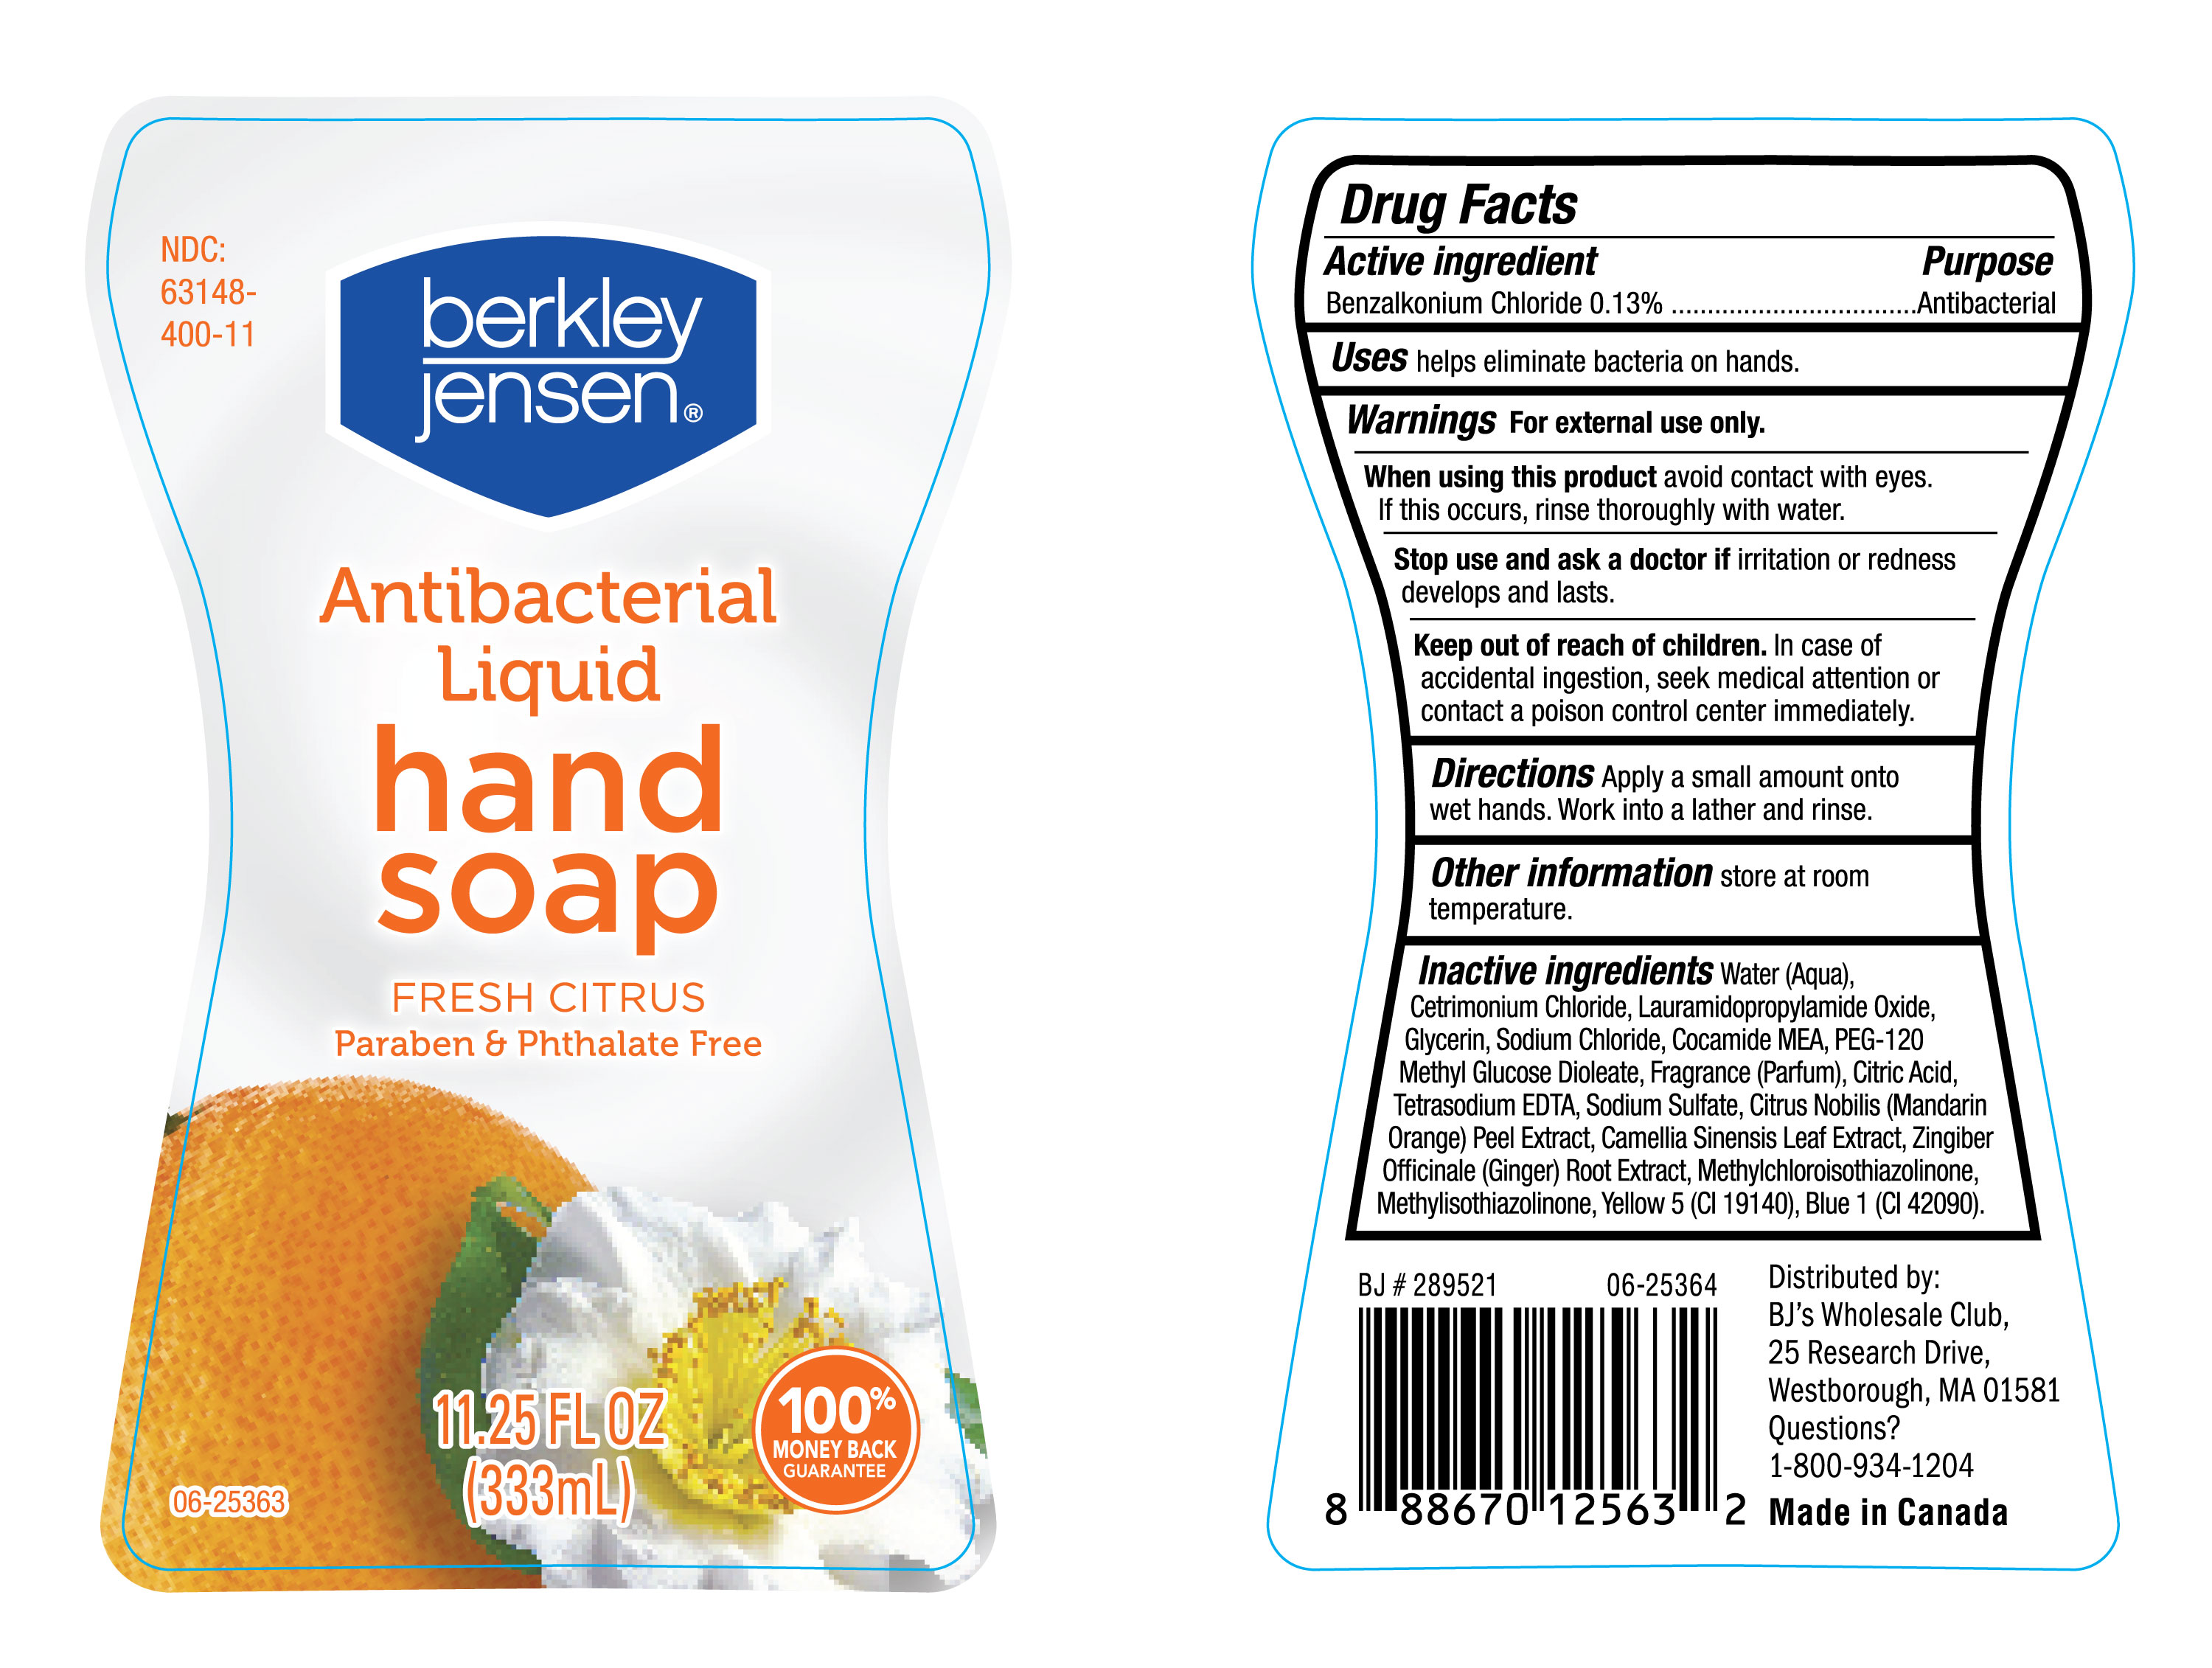 NDC:
63148-
400-11
berkley
jensen®
Antibacterial
Liquid
hand
soap
FRESH CITRUS
Paraben & Phthalate Free
11.25 FL OZ
(333mL)
100%
MONEY BACK
GUARANTEE
06-25363
Drug Facts
Active ingredient Purpose
Benzalkonium Chloride 0.13% ..................................Antibacterial
Uses helps eliminate bacteria on hands.
Warnings For external use only.
When using this product avoid contact with eyes.
If this occurs, rinse thoroughly with water.
Stop use and ask a doctor if irritation or redness
develops and lasts.
Keep out of reach of children. In case of
accidental ingestion, seek medical attention or
contact a poison control center immediately.
Directions Apply a small amount onto
wet hands. Work into a lather and rinse.
Other information store at room
temperature.
Inactive ingredients Water (Aqua),
Cetrimonium Chloride, Lauramidopropylamide Oxide,
Glycerin, Sodium Chloride, Cocamide MEA, PEG-120
Methyl Glucose Dioleate, Fragrance (Parfum), Citric Acid,
Tetrasodium EDTA, Sodium Sulfate, Citrus Nobilis (Mandarin
Orange) Peel Extract, Camellia Sinensis Leaf Extract, Zingiber
Officinale (Ginger) Root Extract, Methylchloroisothiazolinone,
Methylisothiazolinone, Yellow 5 (CI 19140), Blue 1 (CI 42090).
BJ # 289521 06-25364
8 88670 12563 2
Distributed by:
BJ's Wholesale Club,
25 Research Drive,
Westborough, MA 01581
Questions?
1-800-934-1204
Made in Canada